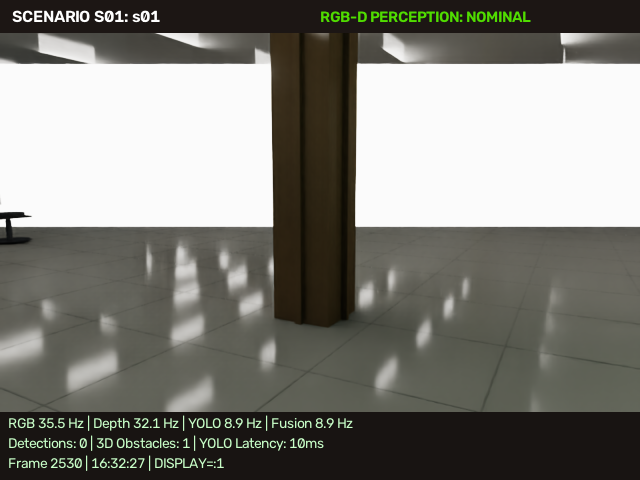 SCENARIO S01: s01
RGB-D PERCEPTION: NOMINAL
RGB 35.5 Hz | Depth 32.1 Hz | YOLO 8.9 Hz | Fusion 8.9 Hz
Detections: 0 | 3D Obstacles: 1 | YOLO Latency: 10ms
Frame 2530 | 16:32:27 | DISPLAY=:1